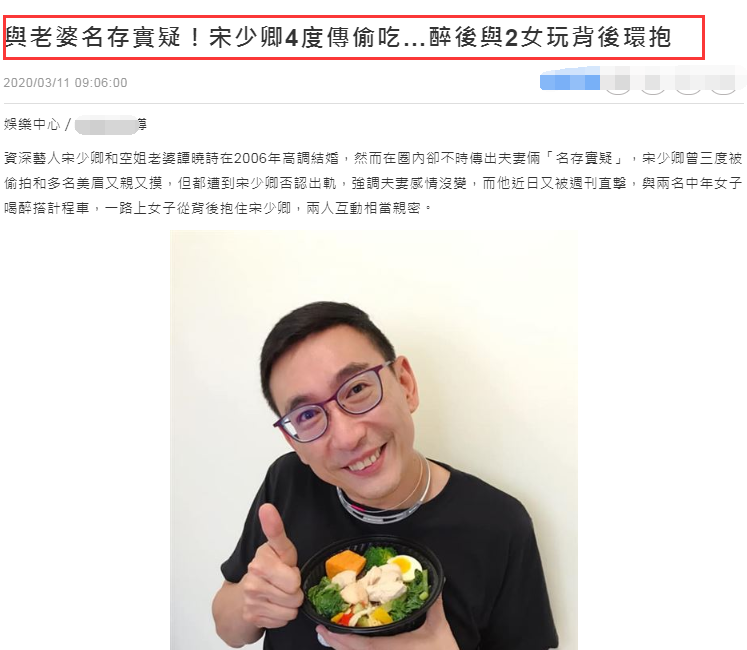 與老婆名存實疑！宋少卿4度傳偷吃...醉後與2女玩背後環抱
2020/03/11 09:06:00
娛樂中心／
資深藝人宋少卿和空姐老婆譚曉詩在2006年高調結婚，然而在圈內卻不時傳出夫妻倆「名存實疑」，宋少卿曾三度被
偷拍和多名美眉又親又摸，但都遭到宋少卿否認出軌，強調夫妻感情沒變，而他近日又被週刊直擊，與兩名中年女子
喝醉搭計程車，一路上女子從背後抱住宋少卿，兩人互動相當親密。